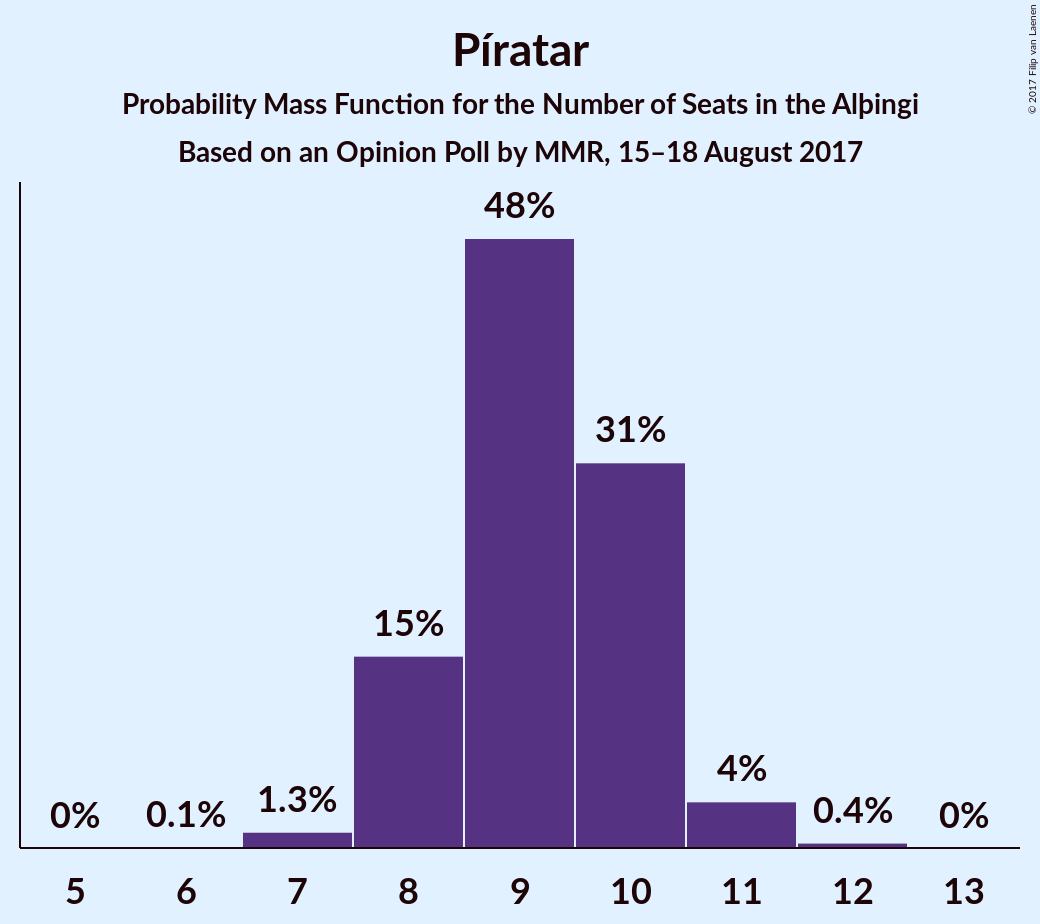 Píratar
Probability Mass Function for the Number of Seats in the Alþingi
Based on an Opinion Poll by MMR, 15–18 August 2017
© 2017 Filip van Laenen
0% 0.1% 1.3% 15% 48% 31% 4% 0.4% 0%
5 6 7 8 9 10 11 12 13